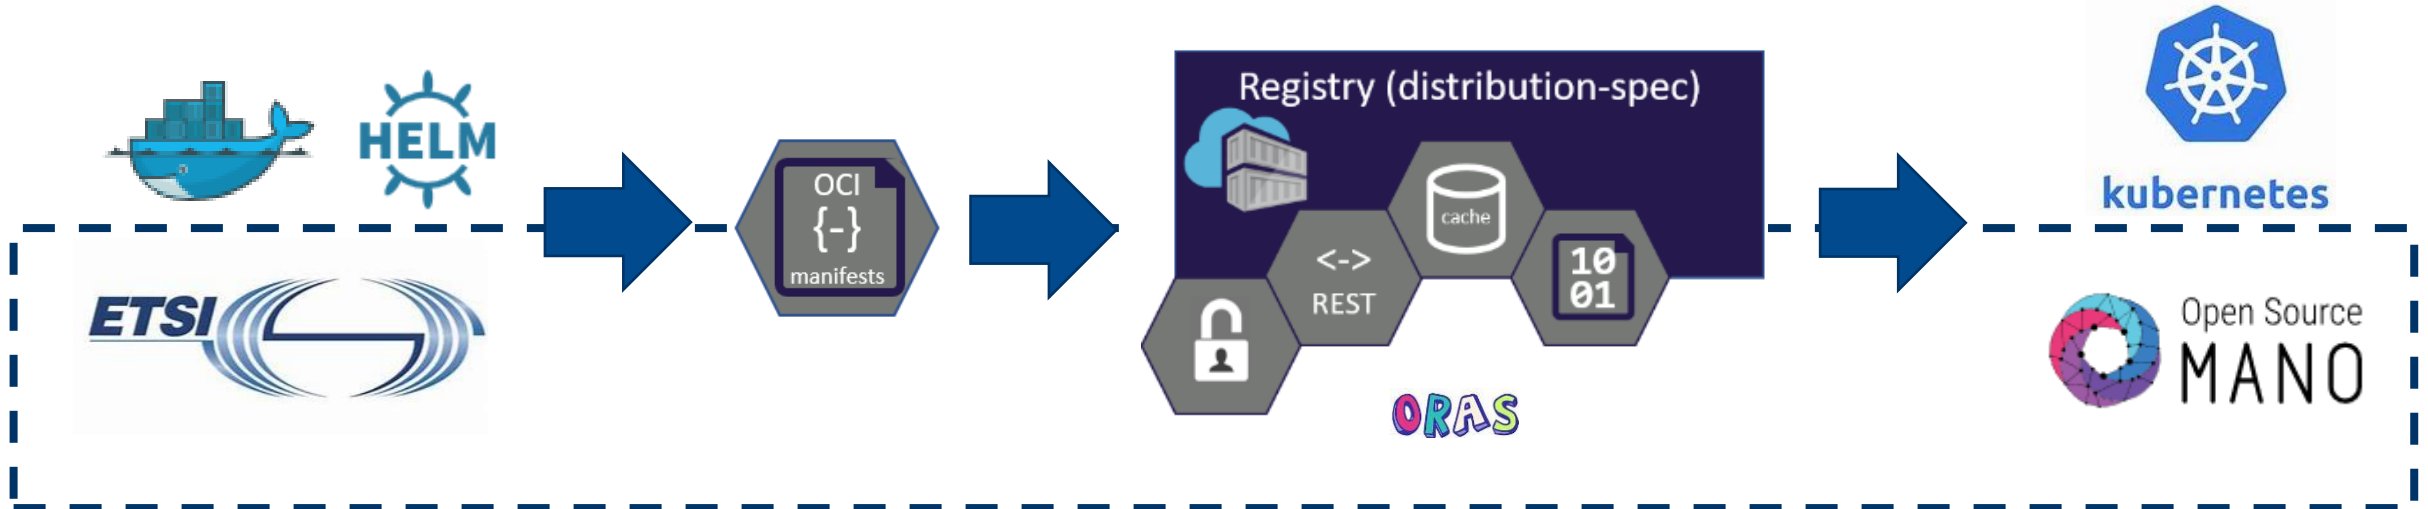 HELM
ETSI
OCI
{-}
manifests
Registry (distribution-spec)
cache
<->
REST
10
01
ORAS
kubernetes
Open Source
MANO